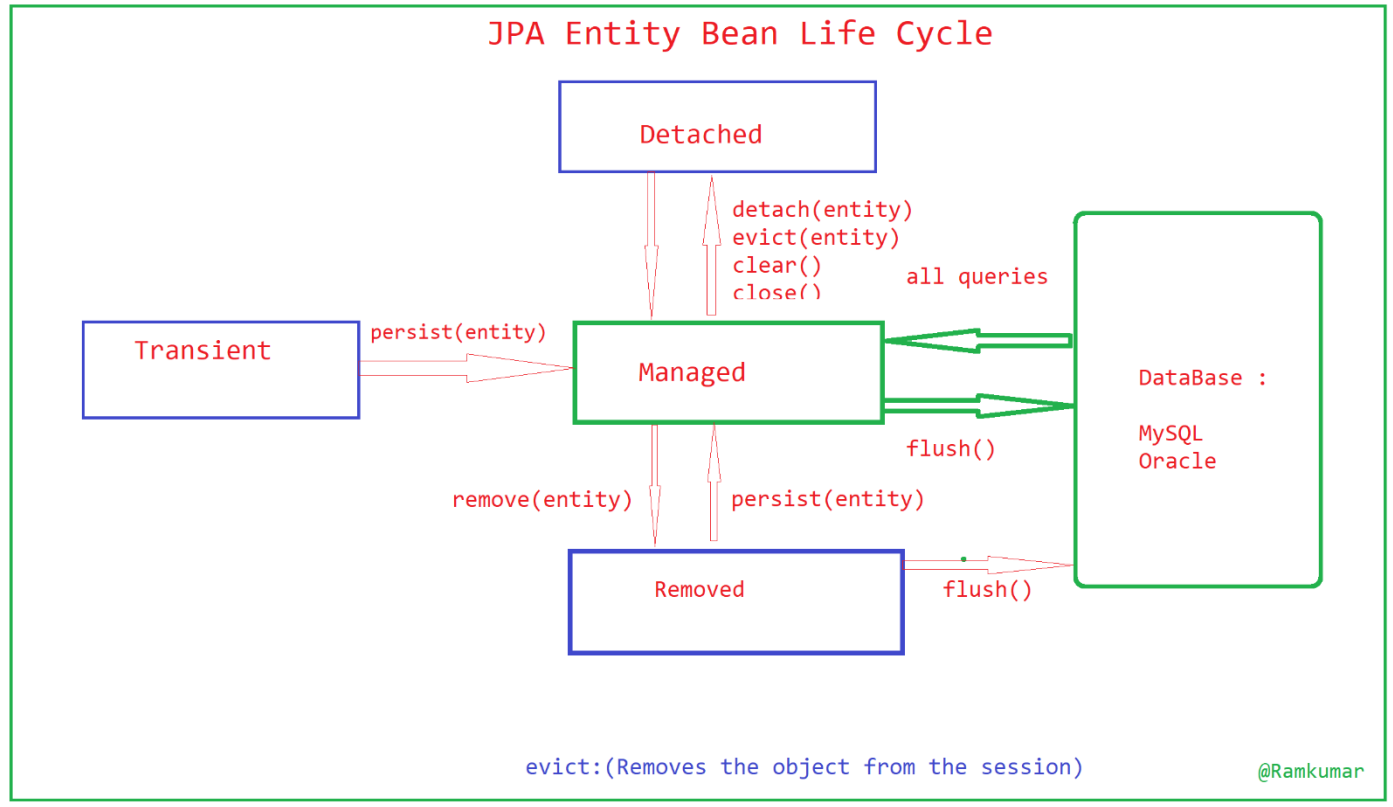 JPA Entity Bean Life Cycle
Detached
detach(entity)
evict(entity)
clear()
close()
all queries
Transient
persist(entity)
Managed
DataBase :
MySQL
Oracle
flush()
remove(entity)
persist(entity)
Removed
flush()
evict:(Removes the object from the session)
@Ramkumar